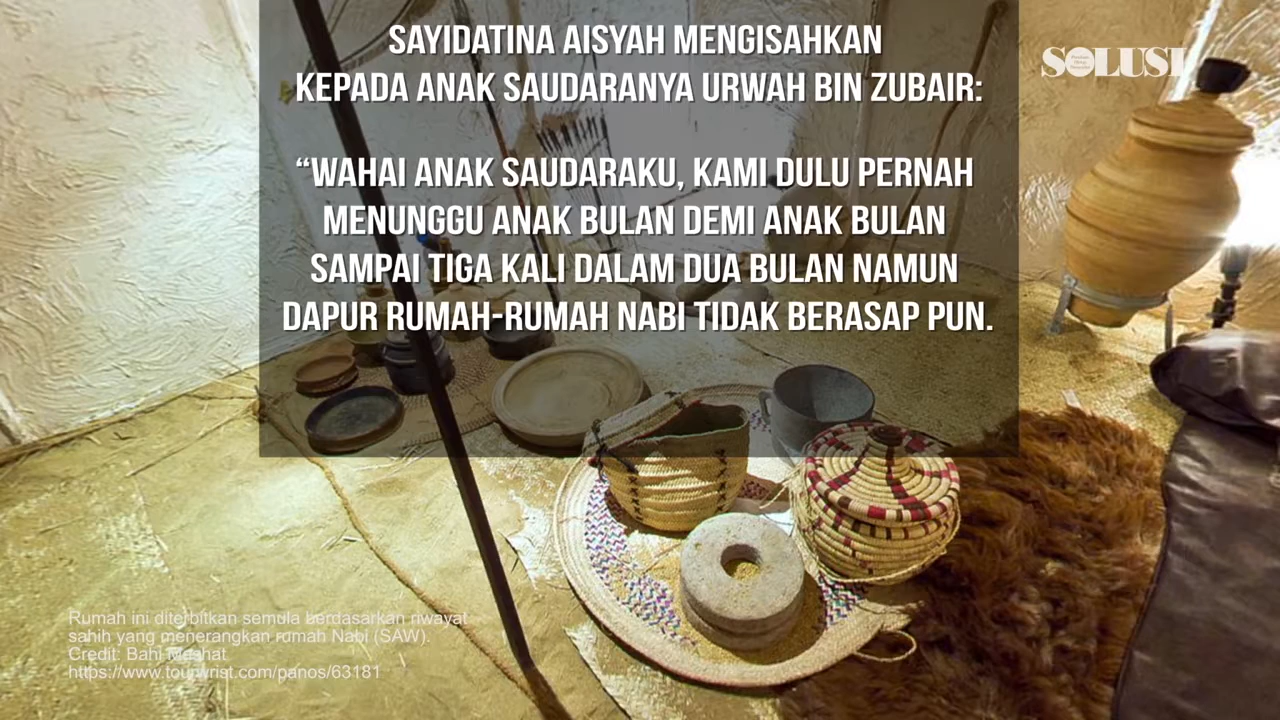 SAYIDATINA AISYAH MENGISAHKAN
KEPADA ANAK SAUDARANYA URWAH BIN ZUBAIR:
“WAHAI ANAK SAUDARAKU, KAMI DULU PERNAH
MENUNGGU ANAK BULAN DEMI ANAK BULAN
SAMPAI TIGA KALI DALAM DUA BULAN NAMUN
DAPUR RUMAH-RUMAH NABI TIDAK BERASAP PUN.
SOLUSI
Rumah ini diterbitkan semula berdasarkan riwayat
sahih yang menerangkan rumah Nabi (SAW).
Credit: Bahi Meshat
https://www.tourwrist.com/panos/63181